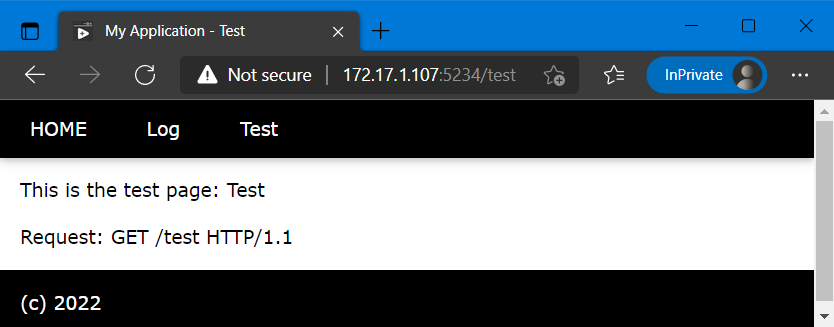 My Application - Test
Not secure | 172.17.1.107:5234/test InPrivate
HOME Log Test
This is the test page: Test
Request: GET /test HTTP/1.1
(c) 2022